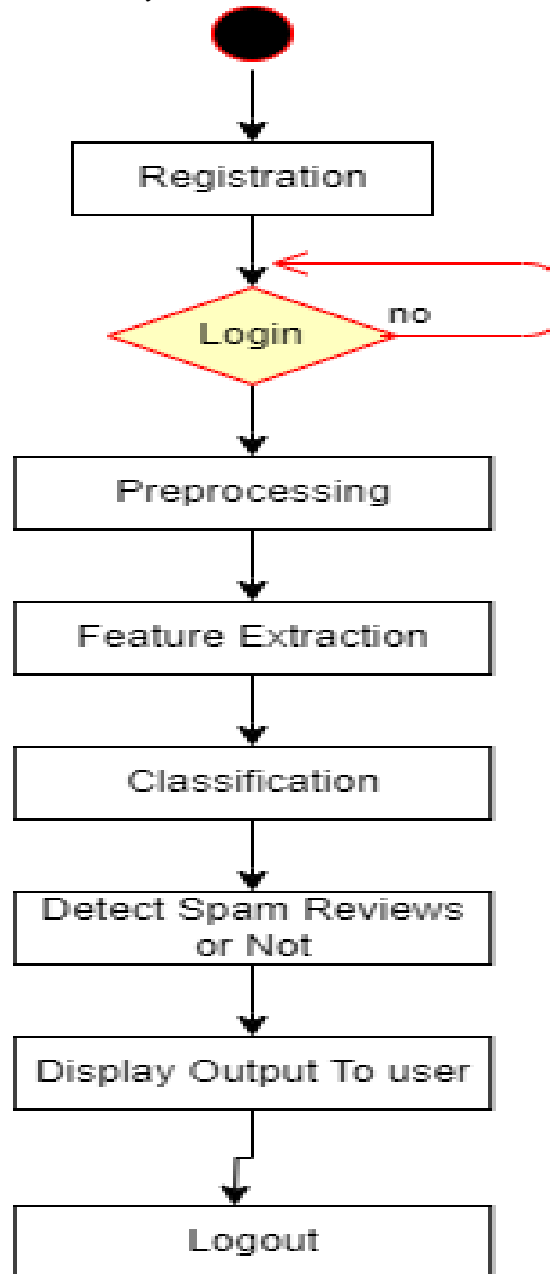 Registration
Login
no
Preprocessing
Feature Extraction
Classification
Detect Spam Reviews
or Not
Display Output To user
Logout